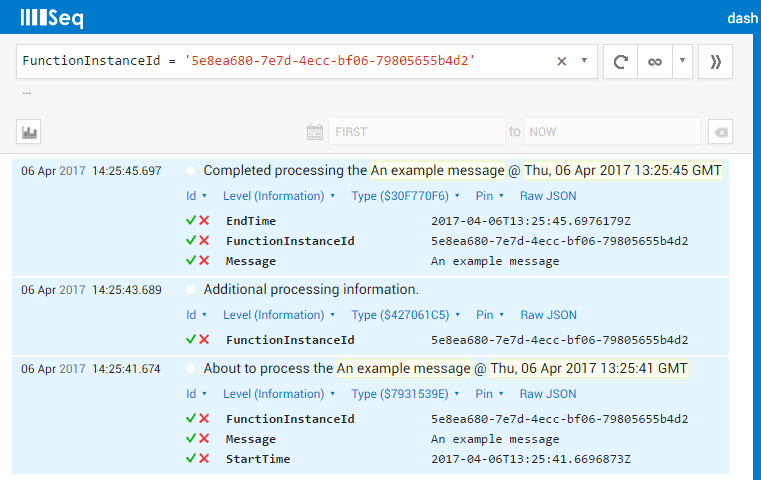 Seq
dash
FunctionInstanceId = '5e8ea680-7e7d-4ecc-bf06-79805655b4d2'
...
FIRST to NOW
06 Apr 2017 14:25:45.697 Completed processing the An example message @ Thu, 06 Apr 2017 13:25:45 GMT
Id Level (Information) Type ($30F770F6) Pin Raw JSON
EndTime 2017-04-06T13:25:45.6976179Z
FunctionInstanceId 5e8ea680-7e7d-4ecc-bf06-79805655b4d2
Message An example message
06 Apr 2017 14:25:43.689 Additional processing information.
Id Level (Information) Type ($427061C5) Pin Raw JSON
FunctionInstanceId 5e8ea680-7e7d-4ecc-bf06-79805655b4d2
06 Apr 2017 14:25:41.674 About to process the An example message @ Thu, 06 Apr 2017 13:25:41 GMT
Id Level (Information) Type ($7931539E) Pin Raw JSON
FunctionInstanceId 5e8ea680-7e7d-4ecc-bf06-79805655b4d2
Message An example message
StartTime 2017-04-06T13:25:41.6696873Z